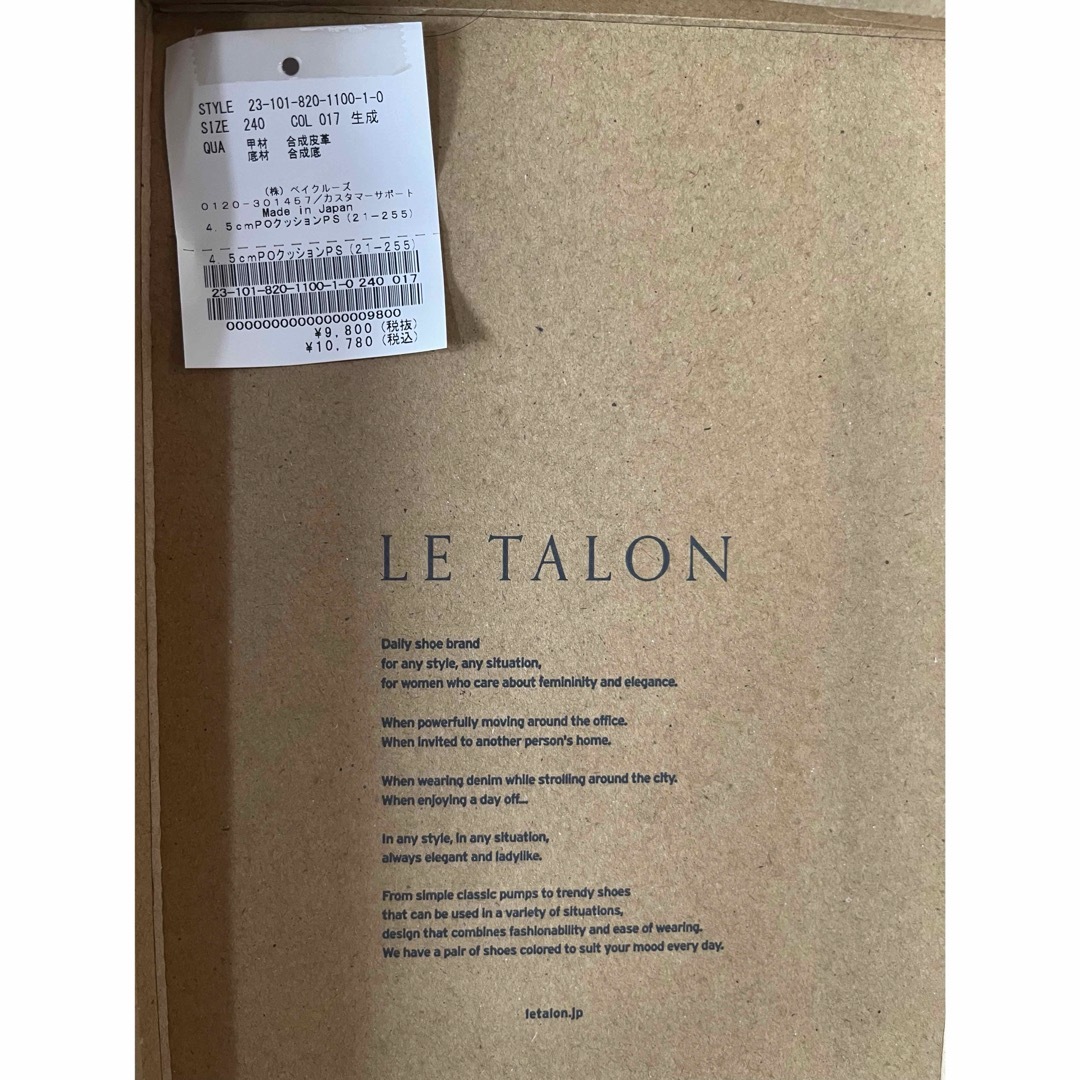 STYLE 23-101-820-1100-1-0
SIZE 240 COL 017 生成
QUA 甲材 合成皮革
底材 合成底
(株) ベイクルーズ
0120-301457/カスタマーサポート
Made in Japan
4.5cmPOクッションPS(21-255)
4.5cmPOクッションPS(21-255)
23-101-820-1100-1-0 240 017
00000000000000009800
¥9,800(税抜)
¥10,780(税込)
LE TALON
Daily shoe brand
for any style, any situation,
for women who care about femininity and elegance.
When powerfully moving around the office.
When invited to another person's home.
When wearing denim while strolling around the city.
When enjoying a day off...
In any style, in any situation,
always elegant and ladylike.
From simple classic pumps to trendy shoes
that can be used in a variety of situations,
design that combines fashionability and ease of wearing.
We have a pair of shoes colored to suit your mood every day.
letalon.jp